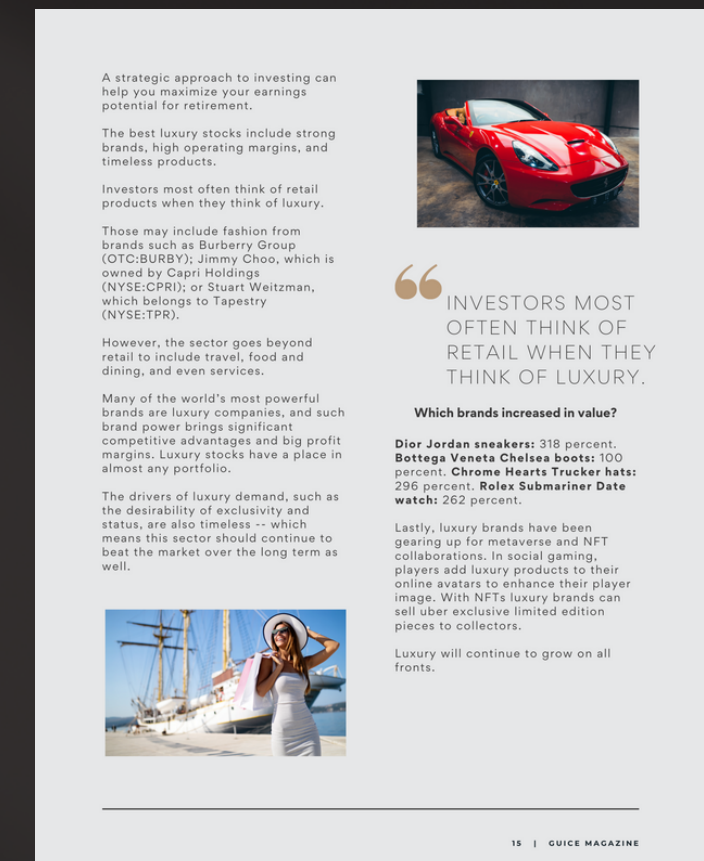 A strategic approach to investing can
help you maximize your earnings
potential for retirement.
The best luxury stocks include strong
brands, high operating margins, and
timeless products.
Investors most often think of retail
products when they think of luxury.
Those may include fashion from
brands such as Burberry Group
(OTC:BURBY); Jimmy Choo, which is
owned by Capri Holdings
(NYSE:CPRI); or Stuart Weitzman,
which belongs to Tapestry
(NYSE:TPR).
However, the sector goes beyond
retail to include travel, food and
dining, and even services.
Many of the world's most powerful
brands are luxury companies, and such
brand power brings significant
competitive advantages and big profit
margins. Luxury stocks have a place in
almost any portfolio.
The drivers of luxury demand, such as
the desirability of exclusivity and
status, are also timeless -- which
means this sector should continue to
beat the market over the long term as
well.
“INVESTORS MOST
OFTEN THINK OF
RETAIL WHEN THEY
THINK OF LUXURY.
Which brands increased in value?
Dior Jordan sneakers: 318 percent.
Bottega Veneta Chelsea boots: 100
percent. Chrome Hearts Trucker hats:
296 percent. Rolex Submariner Date
watch: 262 percent.
Lastly, luxury brands have been
gearing up for metaverse and NFT
collaborations. In social gaming,
players add luxury products to their
online avatars to enhance their player
image. With NFTs luxury brands can
sell uber exclusive limited edition
pieces to collectors.
Luxury will continue to grow on all
fronts.
15 | GUICE MAGAZINE